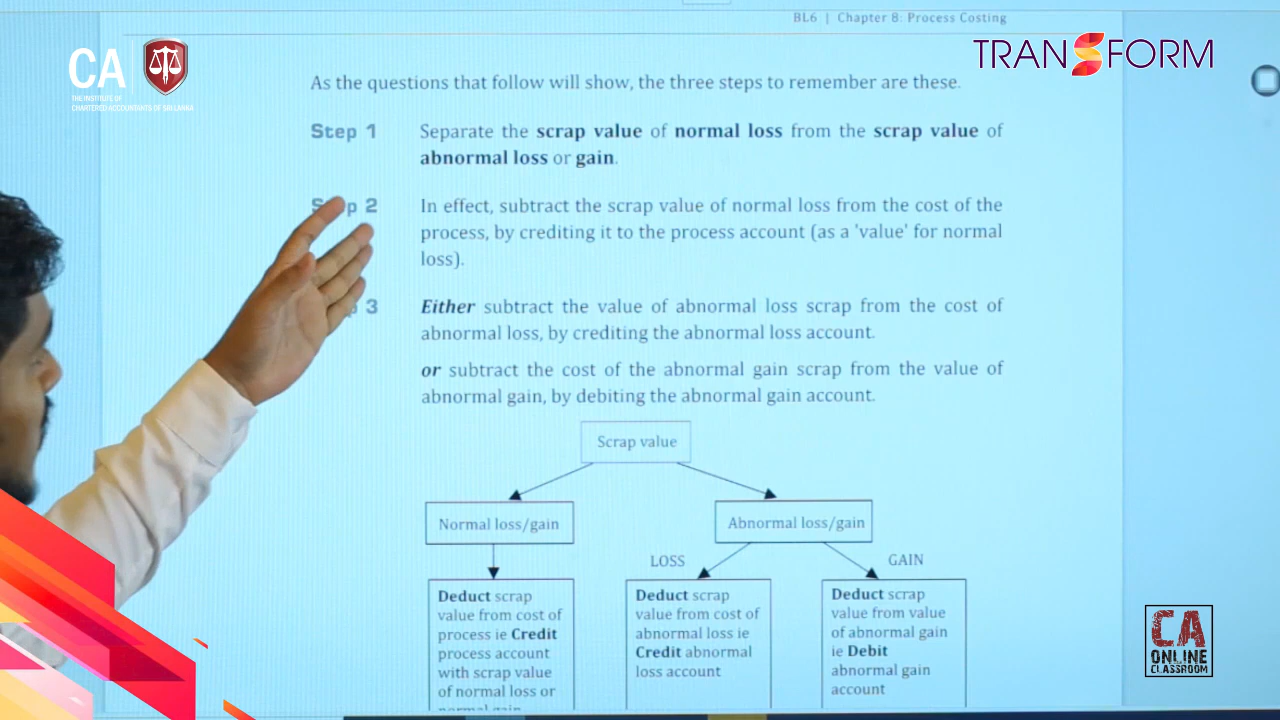 BL6 | Chapter 8: Process Costing
CA
THE INSTITUTE OF
CHARTERED ACCOUNTANTS OF SRI LANKA
TRANSFORM
As the questions that follow will show, the three steps to remember are these.
Step 1 Separate the scrap value of normal loss from the scrap value of
abnormal loss or gain.
Step 2 In effect, subtract the scrap value of normal loss from the cost of the
process, by crediting it to the process account (as a 'value' for normal
loss).
3 Either subtract the value of abnormal loss scrap from the cost of
abnormal loss, by crediting the abnormal loss account.
or subtract the cost of the abnormal gain scrap from the value of
abnormal gain, by debiting the abnormal gain account.
Scrap value
Normal loss/gain
Abnormal loss/gain
LOSS
GAIN
Deduct scrap
value from cost of
process ie Credit
process account
with scrap value
of normal loss or
normal gain
Deduct scrap
value from cost of
abnormal loss ie
Credit abnormal
loss account
Deduct scrap
value from value
of abnormal gain
ie Debit
abnormal gain
account
CA
ONLINE
CLASSROOM